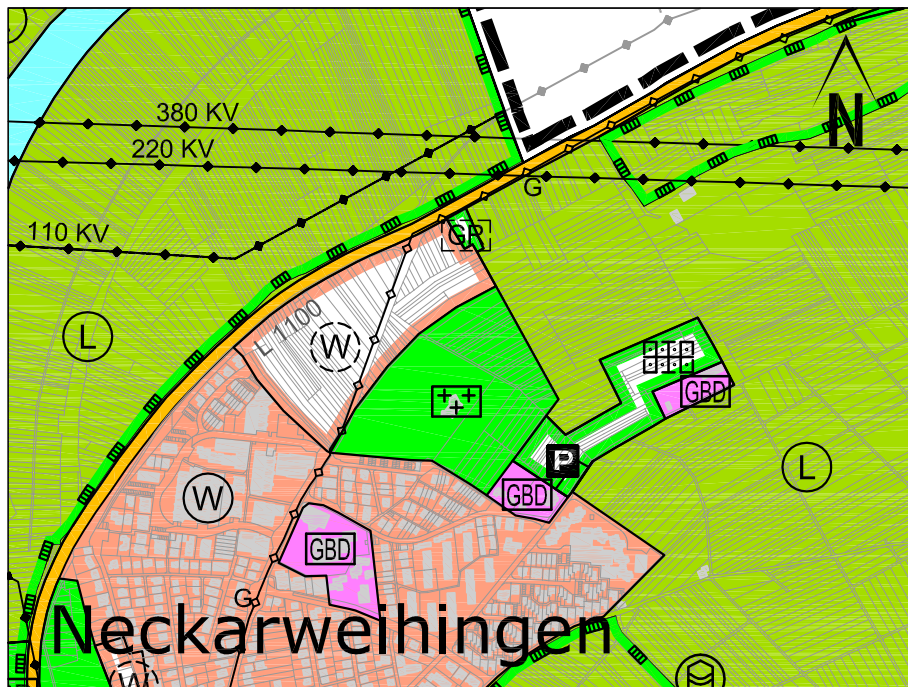 380 KV
220 KV
N
G
110 KV
GR
L 1100
L
W
GBD
P
L
W
GBD
GBD
G
Neckarweihingen
W